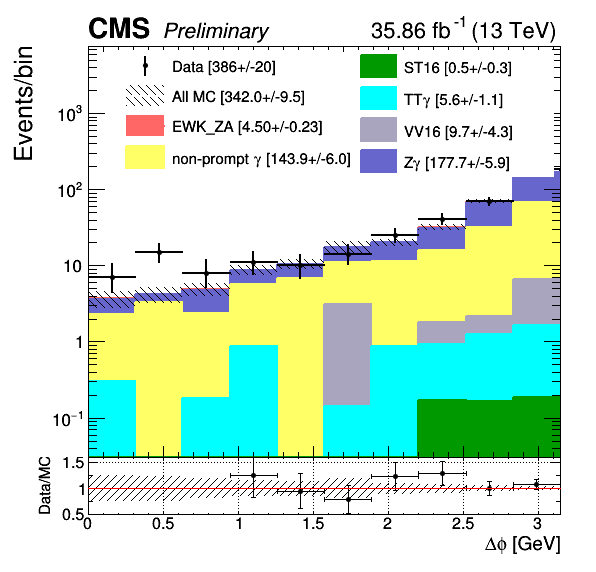 CMS Preliminary 35.86 fb⁻¹ (13 TeV)
Events/bin
Data [386+/-20]
All MC [342.0+/-9.5]
EWK_ZA [4.50+/-0.23]
non-prompt γ [143.9+/-6.0]
ST16 [0.5+/-0.3]
TTγ [5.6+/-1.1]
VV16 [9.7+/-4.3]
Zγ [177.7+/-5.9]
10³
10²
10
1
10⁻¹
Data/MC
1.5
1
0.5
0 0.5 1 1.5 2 2.5 3
Δϕ [GeV]